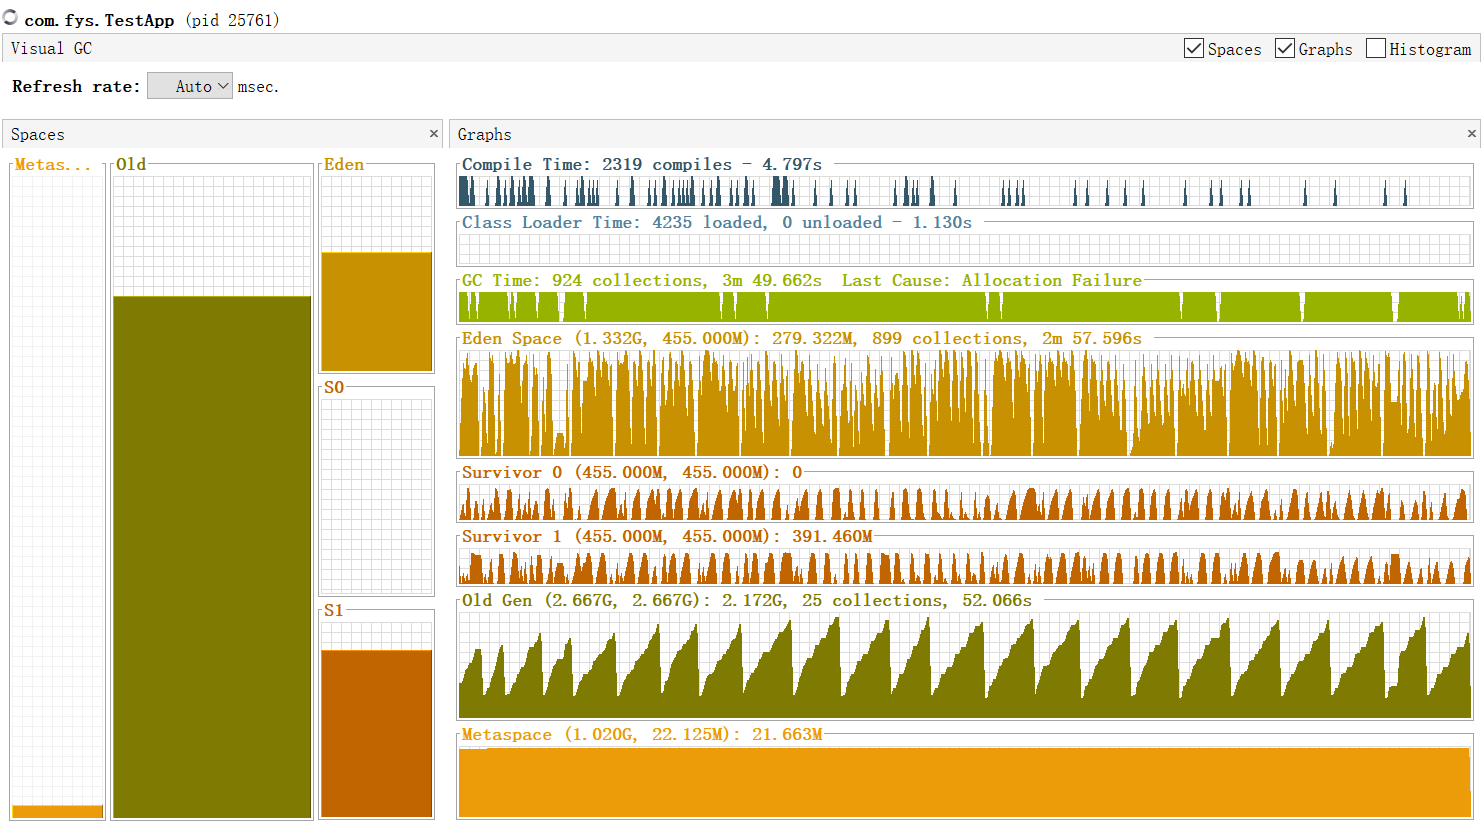 com.fys.TestApp (pid 25761)
Visual GC
Spaces
Graphs
Histogram
Refresh rate: Auto msec.
Spaces ×
Graphs ×
Metas...
Old
Eden
S0
S1
Compile Time: 2319 compiles - 4.797s
Class Loader Time: 4235 loaded, 0 unloaded - 1.130s
GC Time: 924 collections, 3m 49.662s Last Cause: Allocation Failure
Eden Space (1.332G, 455.000M): 279.322M, 899 collections, 2m 57.596s
Survivor 0 (455.000M, 455.000M): 0
Survivor 1 (455.000M, 455.000M): 391.460M
Old Gen (2.667G, 2.667G): 2.172G, 25 collections, 52.066s
Metaspace (1.020G, 22.125M): 21.663M